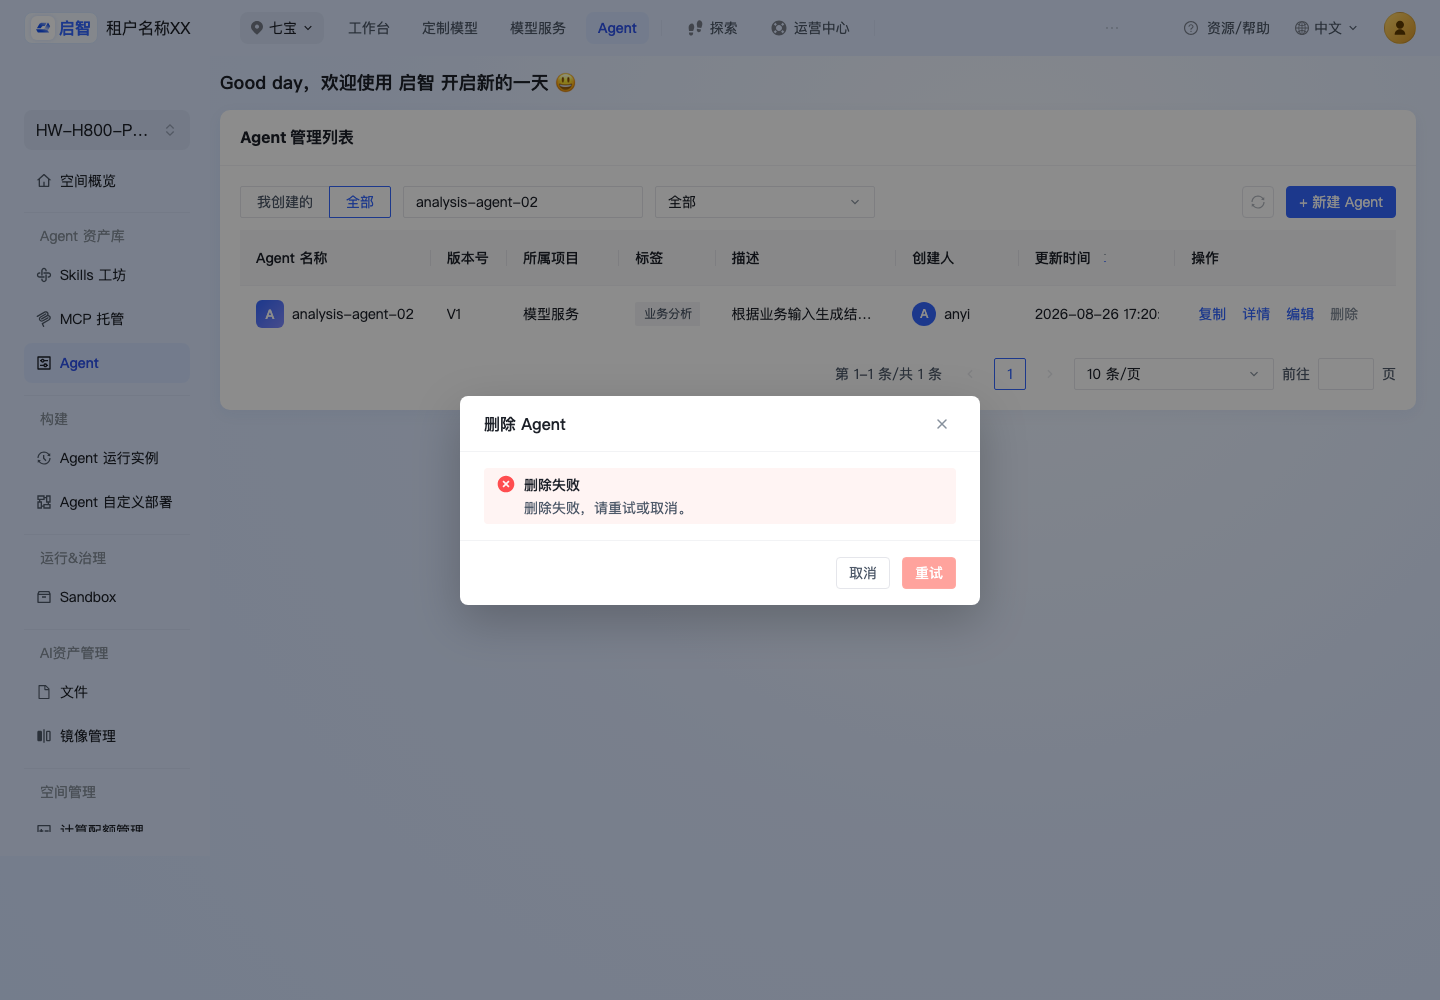 启智 租户名称XX 七宝 工作台 定制模型 模型服务 Agent 探索 运营中心 ··· 资源/帮助 中文
Good day，欢迎使用 启智 开启新的一天 😃
HW-H800-P...
空间概览
Agent 资产库
Skills 工坊
MCP 托管
Agent
构建
Agent 运行实例
Agent 自定义部署
运行&治理
Sandbox
AI资产管理
文件
镜像管理
空间管理
计算配额管理
Agent 管理列表
我创建的 全部 analysis-agent-02 全部 + 新建 Agent
Agent 名称 版本号 所属项目 标签 描述 创建人 更新时间 操作
A analysis-agent-02 V1 模型服务 业务分析 根据业务输入生成结... A anyi 2026-08-26 17:20: 复制 详情 编辑 删除
第 1-1 条/共 1 条 1 10 条/页 前往 页
删除 Agent
删除失败
删除失败，请重试或取消。
取消 重试